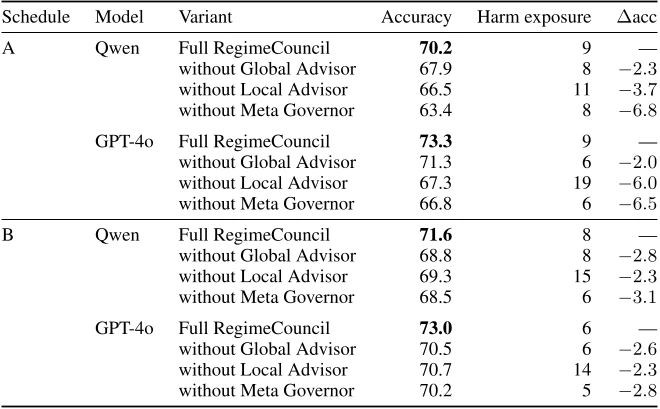 Schedule Model Variant Accuracy Harm exposure Δacc
A Qwen Full RegimeCouncil 70.2 9 —
without Global Advisor 67.9 8 −2.3
without Local Advisor 66.5 11 −3.7
without Meta Governor 63.4 8 −6.8
GPT-4o Full RegimeCouncil 73.3 9 —
without Global Advisor 71.3 6 −2.0
without Local Advisor 67.3 19 −6.0
without Meta Governor 66.8 6 −6.5
B Qwen Full RegimeCouncil 71.6 8 —
without Global Advisor 68.8 8 −2.8
without Local Advisor 69.3 15 −2.3
without Meta Governor 68.5 6 −3.1
GPT-4o Full RegimeCouncil 73.0 6 —
without Global Advisor 70.5 6 −2.6
without Local Advisor 70.7 14 −2.3
without Meta Governor 70.2 5 −2.8